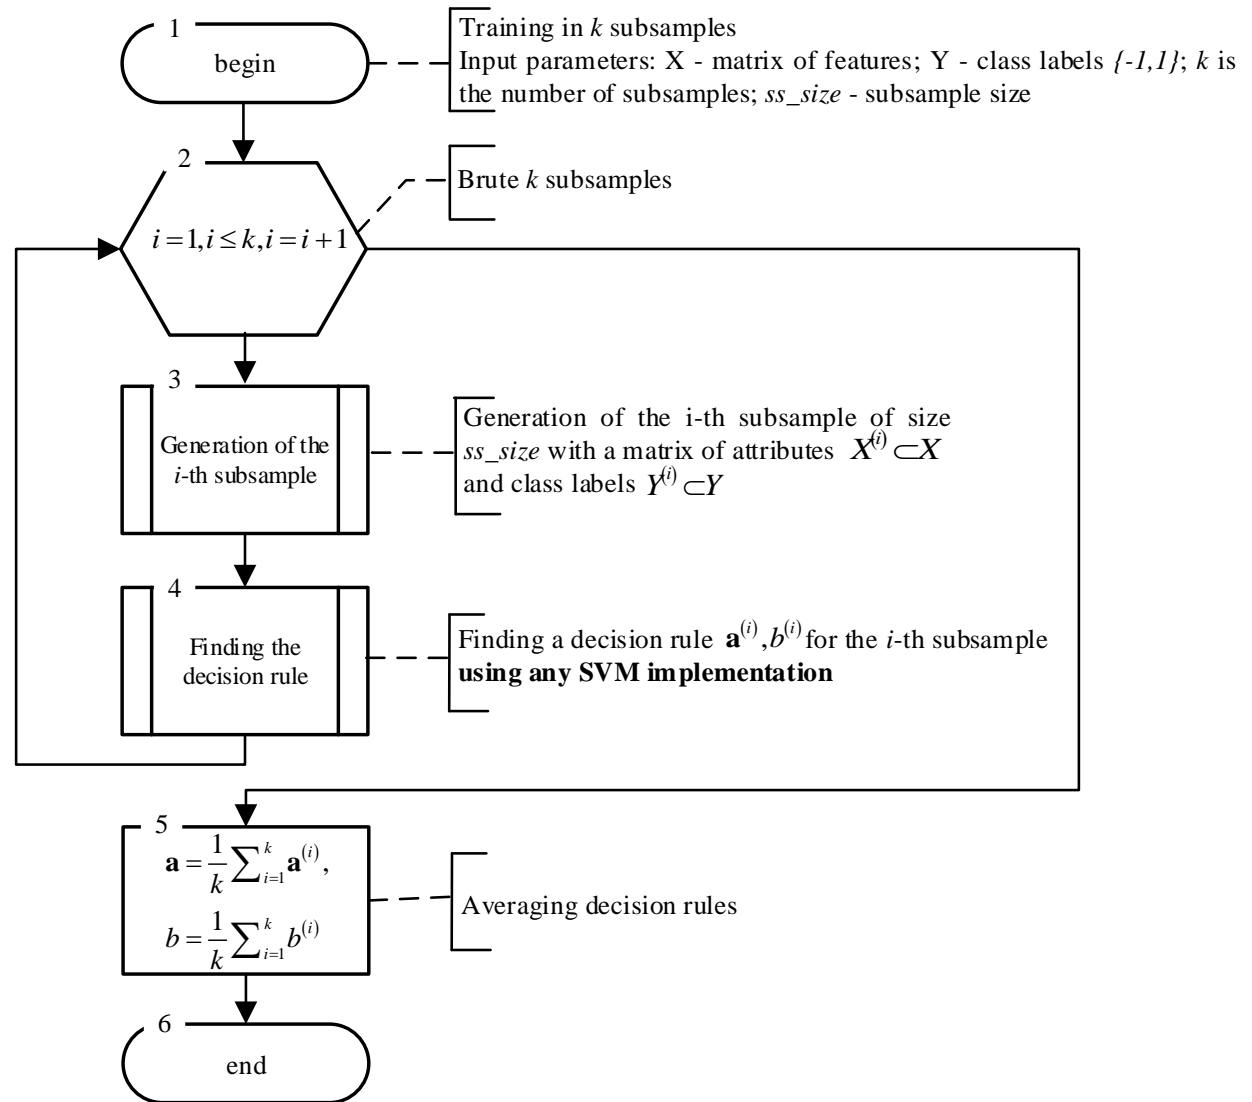 1
begin
Training in k subsamples
Input parameters: X - matrix of features; Y - class labels {-1,1}; k is
the number of subsamples; ss_size - subsample size
2
i = 1, i ≤ k, i = i + 1
Brute k subsamples
3
Generation of the
i-th subsample
Generation of the i-th subsample of size
ss_size with a matrix of attributes X^(i) ⊂ X
and class labels Y^(i) ⊂ Y
4
Finding the
decision rule
Finding a decision rule a^(i), b^(i) for the i-th subsample
using any SVM implementation
5
a = 1/k ∑_{i=1}^{k} a^(i),
b = 1/k ∑_{i=1}^{k} b^(i)
Averaging decision rules
6
end